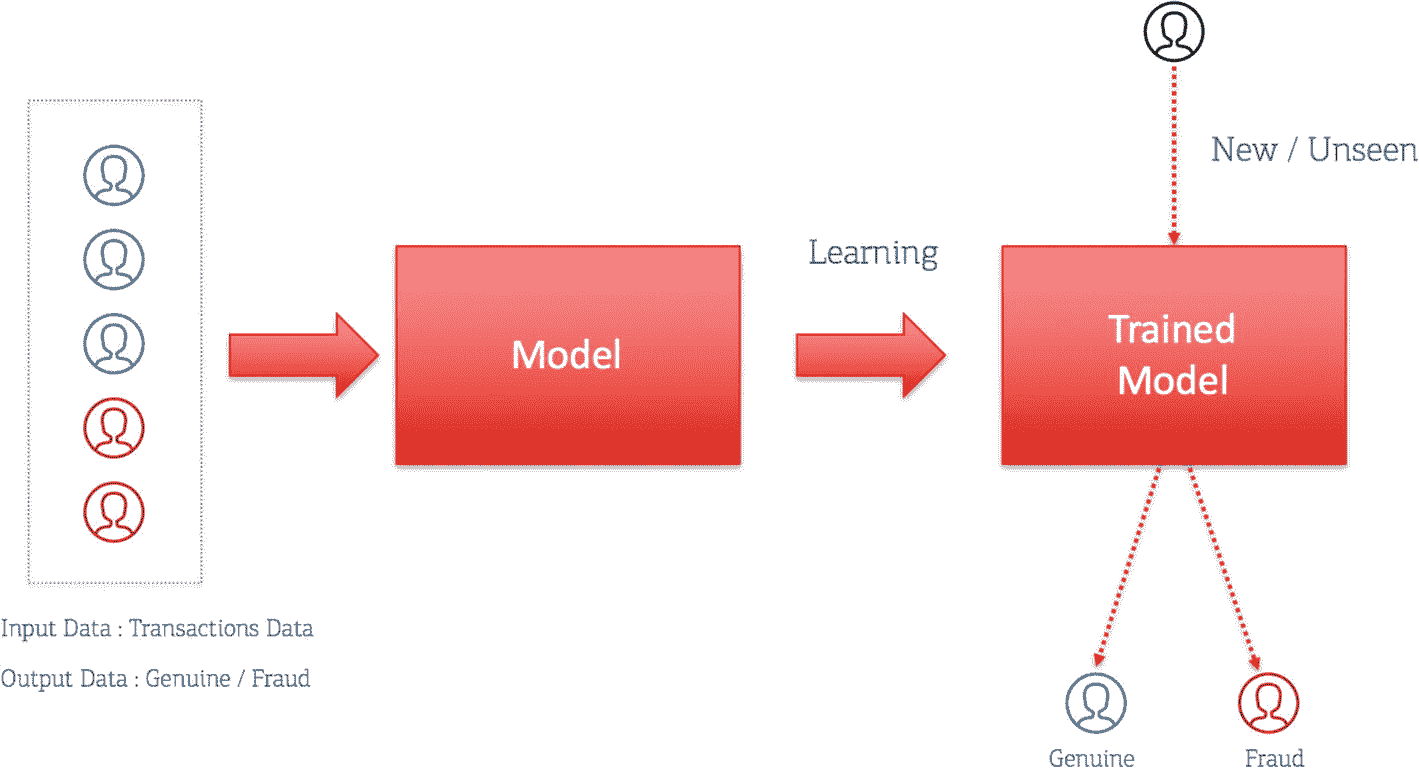 New / Unseen
Learning
Model
Trained
Model
Input Data : Transactions Data
Output Data : Genuine / Fraud
Genuine
Fraud